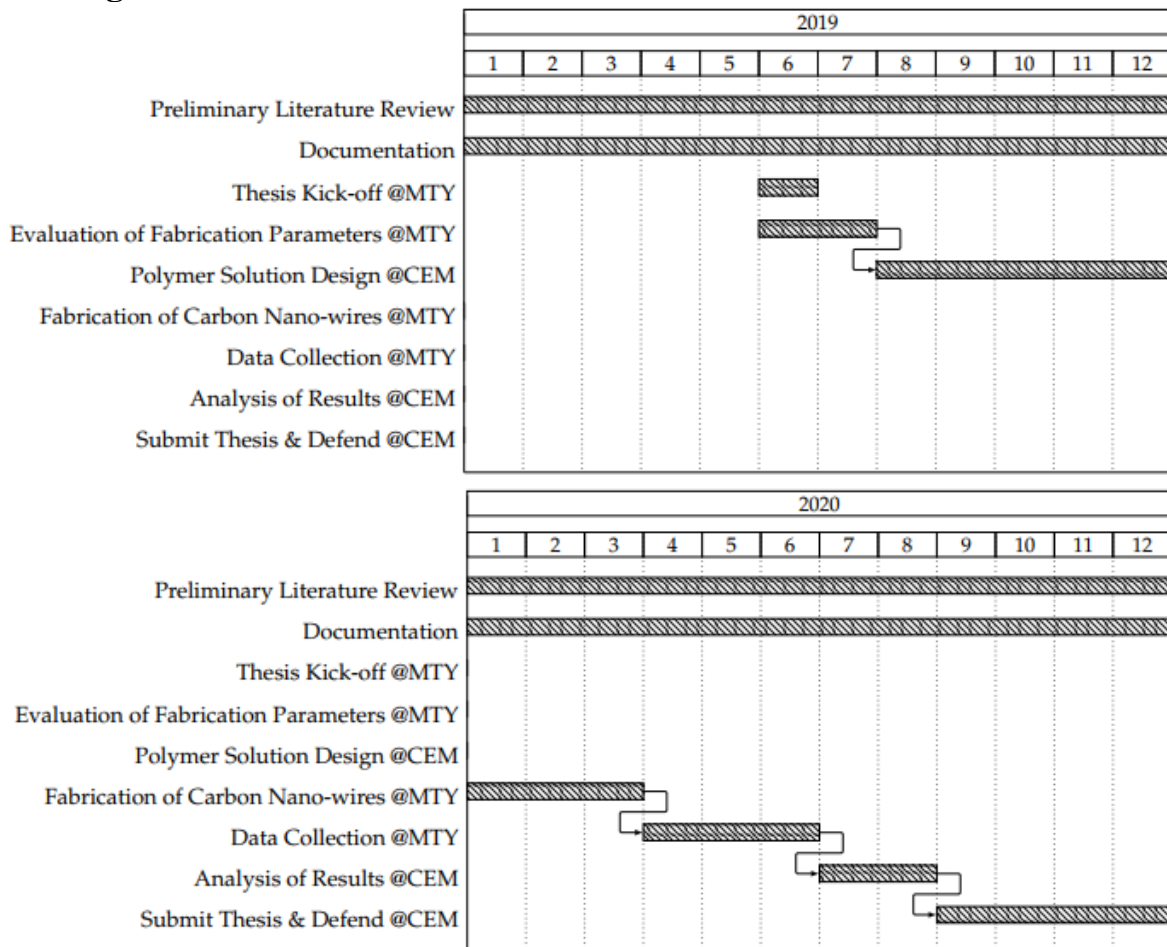 2019
1 2 3 4 5 6 7 8 9 10 11 12
Preliminary Literature Review
Documentation
Thesis Kick-off @MTY
Evaluation of Fabrication Parameters @MTY
Polymer Solution Design @CEM
Fabrication of Carbon Nano-wires @MTY
Data Collection @MTY
Analysis of Results @CEM
Submit Thesis & Defend @CEM
2020
1 2 3 4 5 6 7 8 9 10 11 12
Preliminary Literature Review
Documentation
Thesis Kick-off @MTY
Evaluation of Fabrication Parameters @MTY
Polymer Solution Design @CEM
Fabrication of Carbon Nano-wires @MTY
Data Collection @MTY
Analysis of Results @CEM
Submit Thesis & Defend @CEM